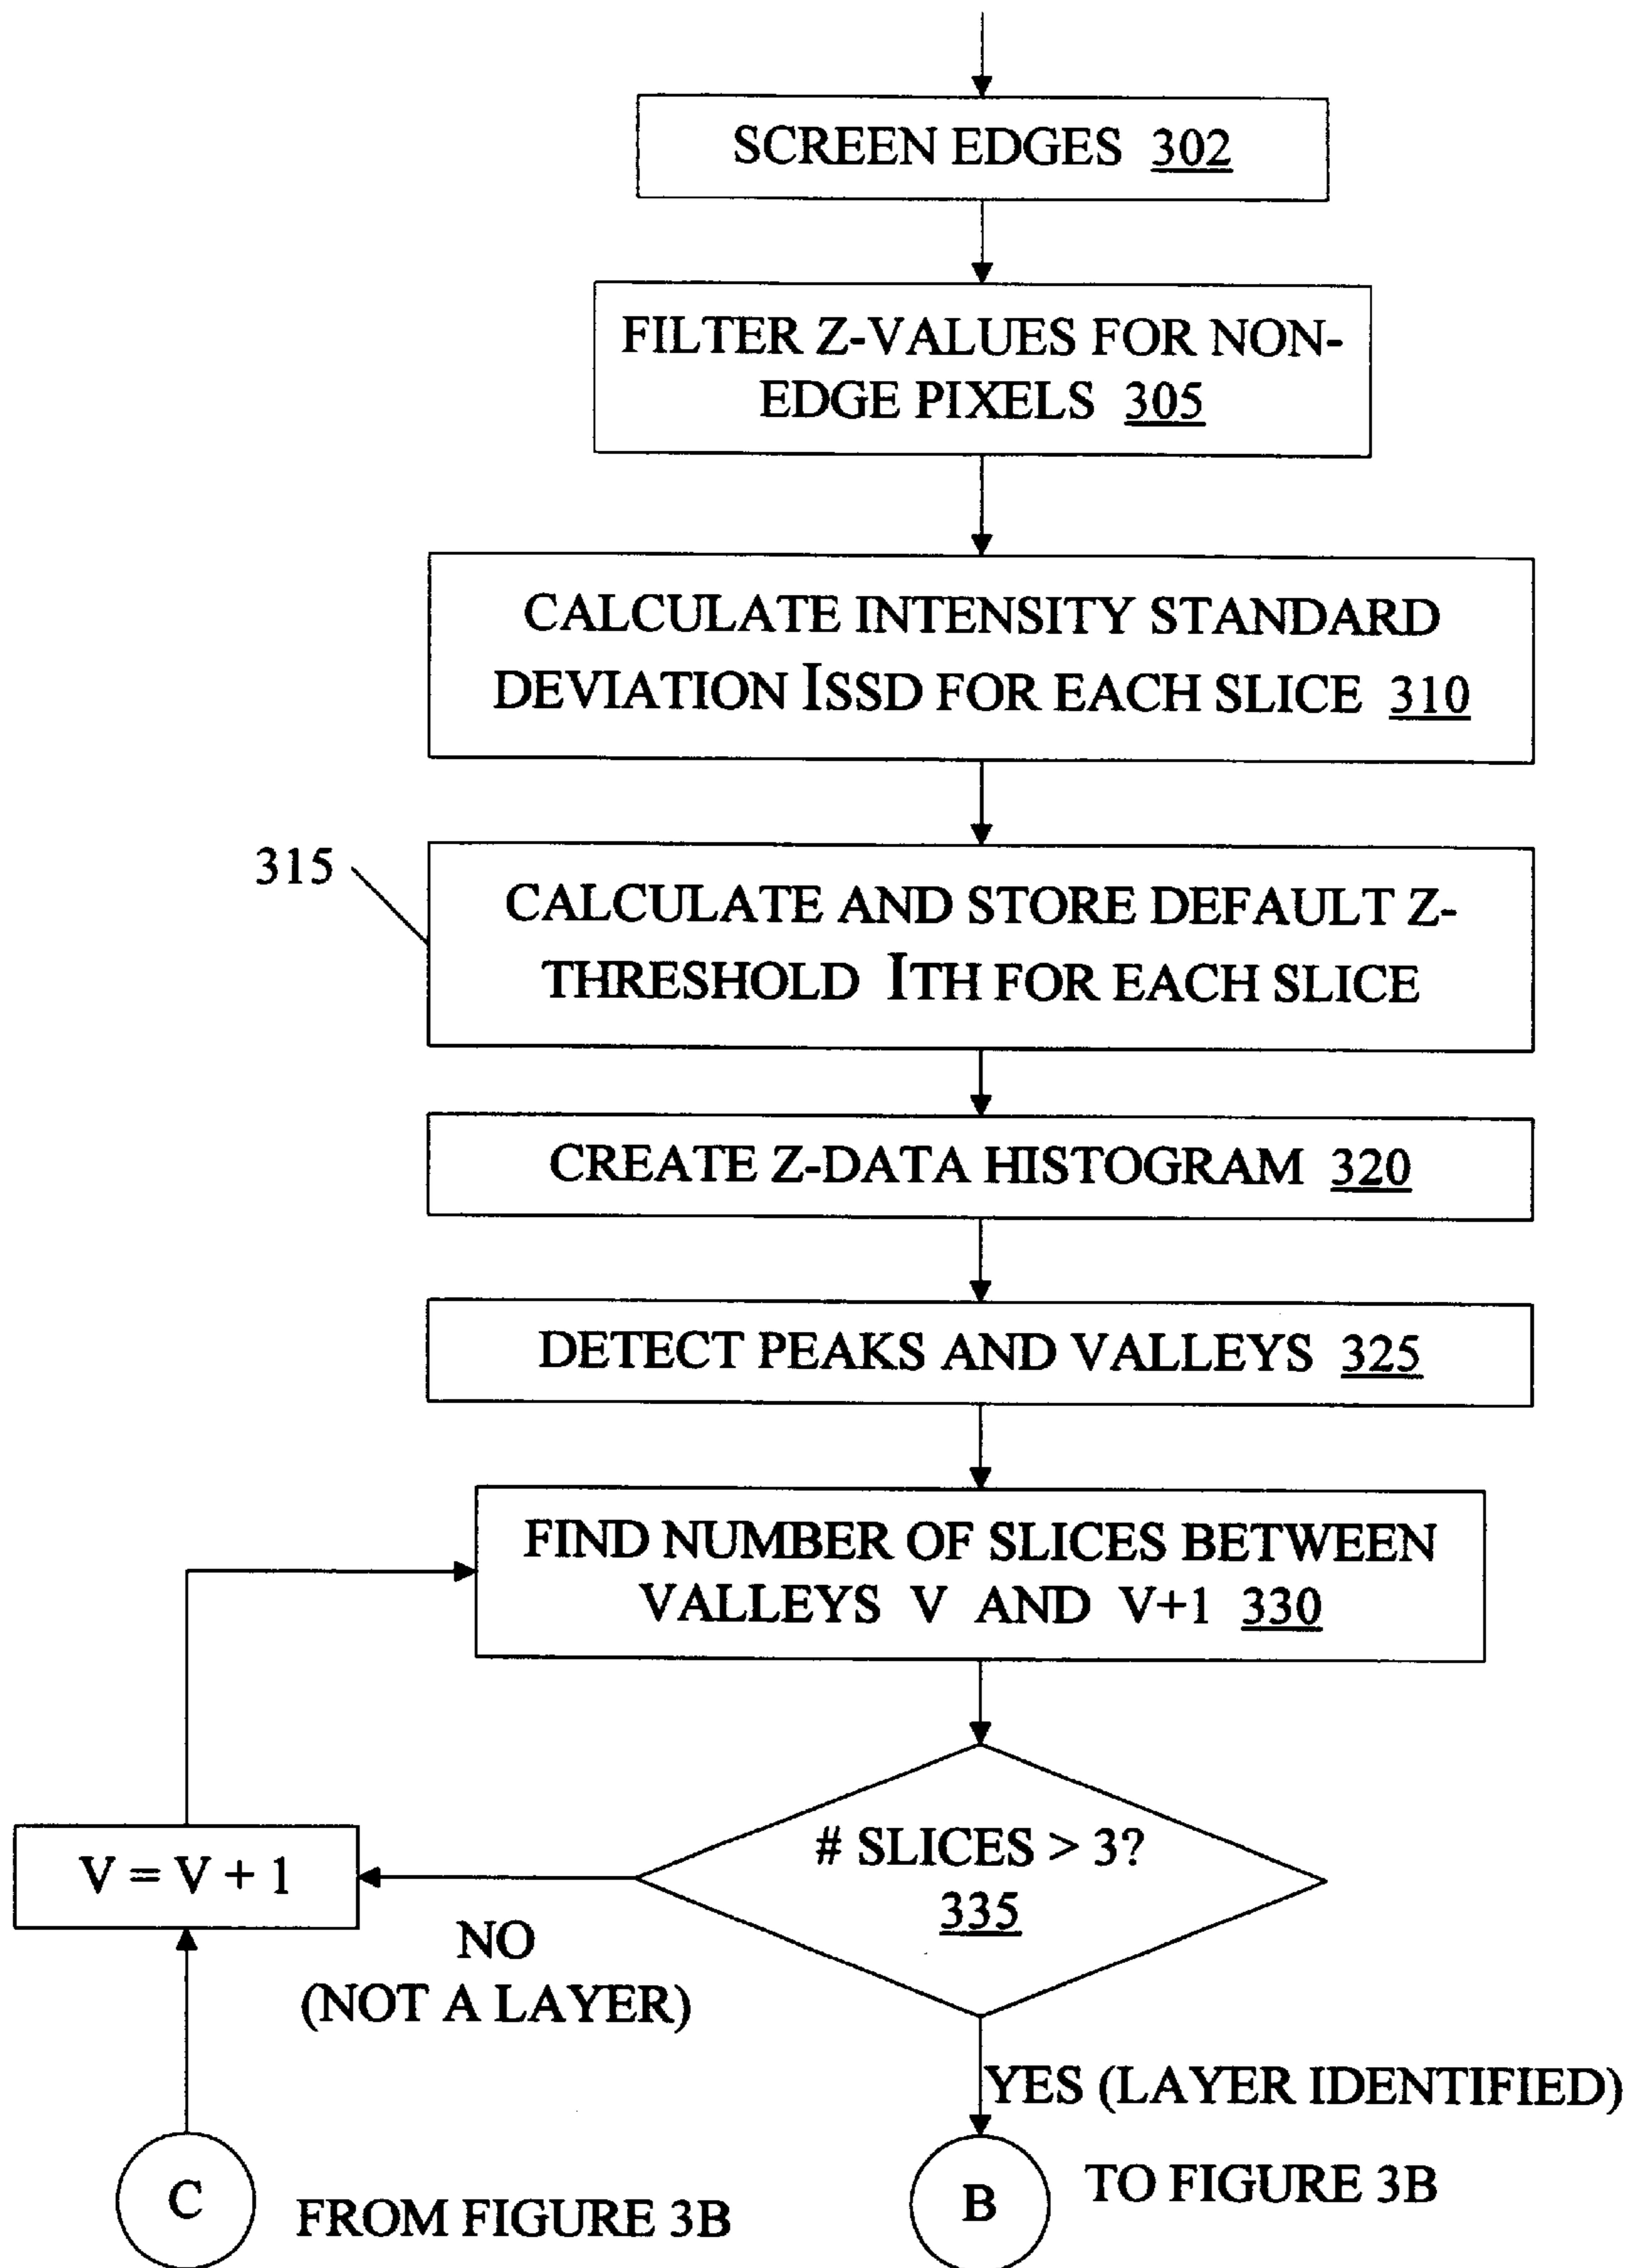 SCREEN EDGES 302
FILTER Z-VALUES FOR NON-
EDGE PIXELS 305
CALCULATE INTENSITY STANDARD
DEVIATION ISSD FOR EACH SLICE 310
315
CALCULATE AND STORE DEFAULT Z-
THRESHOLD ITH FOR EACH SLICE
CREATE Z-DATA HISTOGRAM 320
DETECT PEAKS AND VALLEYS 325
FIND NUMBER OF SLICES BETWEEN
VALLEYS V AND V+1 330
# SLICES > 3?
335
V = V + 1
NO
(NOT A LAYER)
YES (LAYER IDENTIFIED)
C
FROM FIGURE 3B
B
TO FIGURE 3B